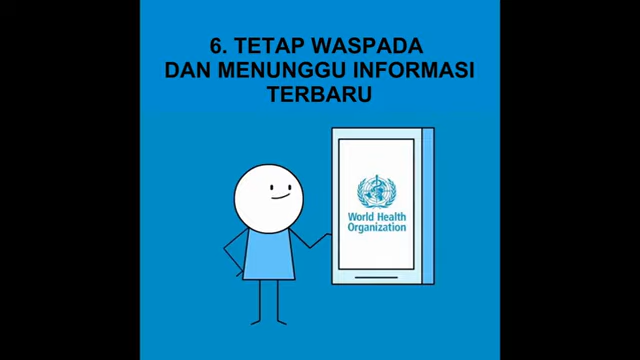 6. TETAP WASPADA
DAN MENUNGGU INFORMASI
TERBARU
World Health
Organization